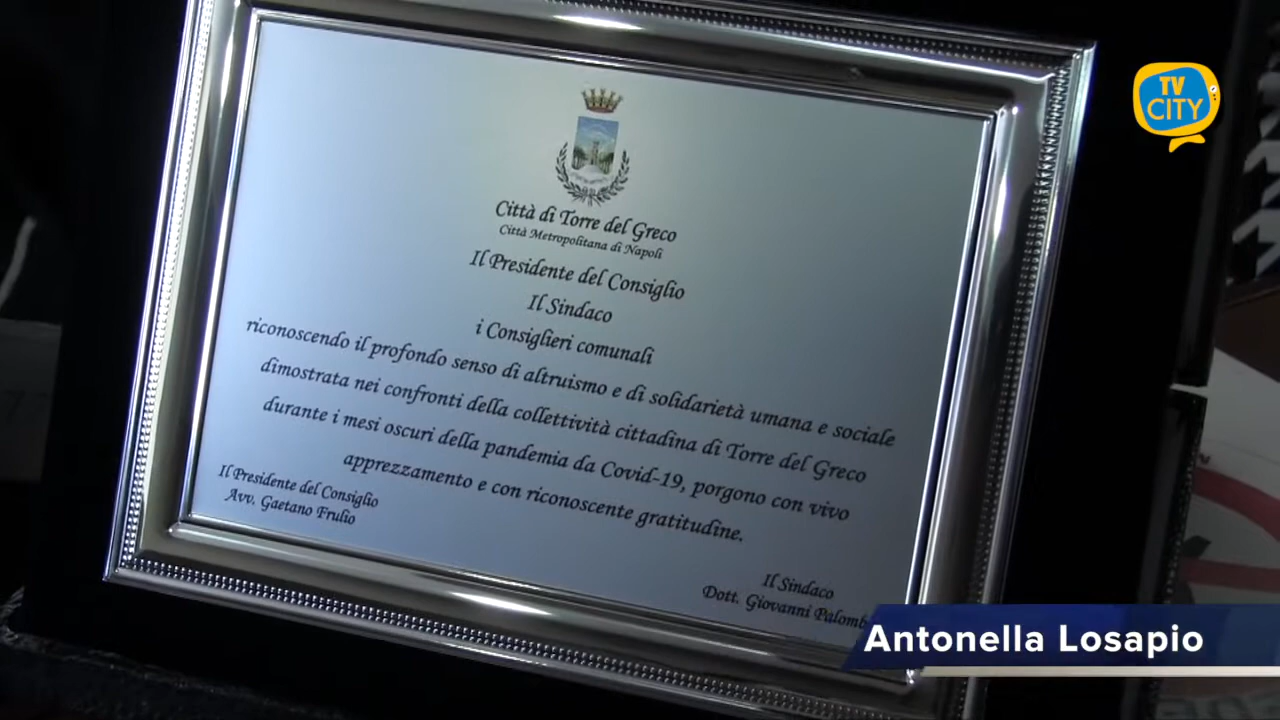 TV
CITY
Città di Torre del Greco
Città Metropolitana di Napoli
Il Presidente del Consiglio
Il Sindaco
i Consiglieri comunali
riconoscendo il profondo senso di altruismo e di solidarietà umana e sociale
dimostrata nei confronti della collettività cittadina di Torre del Greco
durante i mesi oscuri della pandemia da Covid-19, porgono con vivo
apprezzamento e con riconoscente gratitudine.
Il Presidente del Consiglio
Avv. Gaetano Frulio
Il Sindaco
Dott. Giovanni
Antonella Losapio